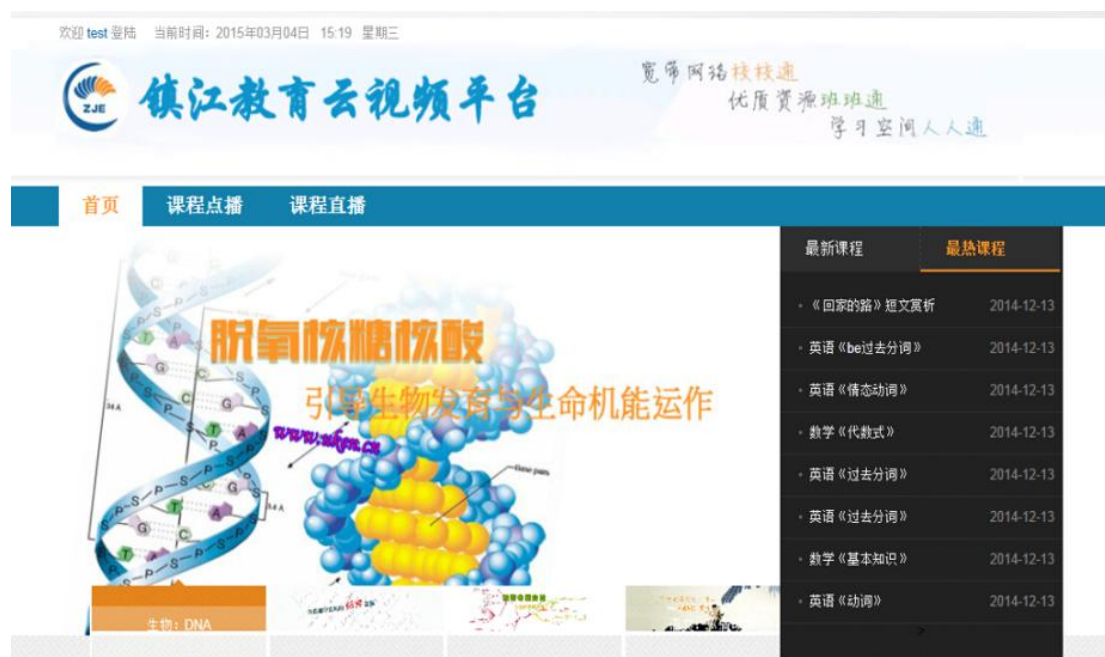 欢迎 test 登陆 当前时间：2015年03月04日 15:19 星期三
ZJE
镇江教育云视频平台
宽带网络校校通
优质资源班班通
学习空间人人通
首页 课程点播 课程直播
脱氧核糖核酸
引导生物发育与生命机能运作
www.uken.cn
34 A
3.4 A
Base pairs
生物：DNA
最新课程 最热课程
《回家的路》短文赏析 2014-12-13
英语《be过去分词》 2014-12-13
英语《情态动词》 2014-12-13
数学《代数式》 2014-12-13
英语《过去分词》 2014-12-13
英语《过去分词》 2014-12-13
数学《基本知识》 2014-12-13
英语《动词》 2014-12-13
>